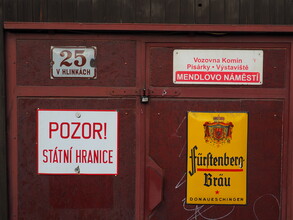 25
V HLINKÁCH
Vozovna Komín
Pisárky • Výstaviště
MENDLOVO NÁMĚSTÍ
POZOR!
STÁTNÍ HRANICE
Fürstenberg
Bräu
DONAUESCHINGEN